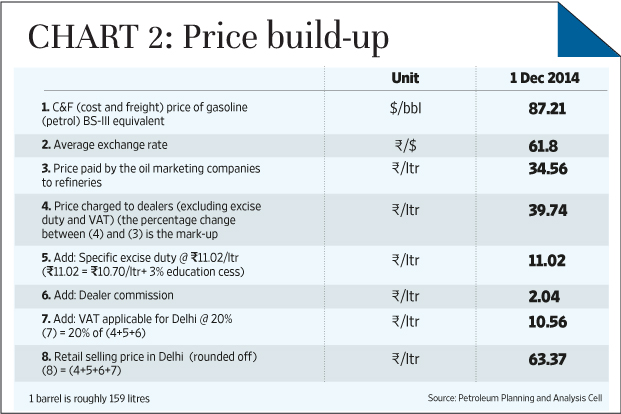 CHART 2: Price build-up
Unit 1 Dec 2014
1. C&F (cost and freight) price of gasoline
(petrol) BS-III equivalent
$/bbl 87.21
2. Average exchange rate ₹/$ 61.8
3. Price paid by the oil marketing companies
to refineries
₹/ltr 34.56
4. Price charged to dealers (excluding excise
duty and VAT) (the percentage change
between (4) and (3) is the mark-up
₹/ltr 39.74
5. Add: Specific excise duty @ ₹11.02/ltr
(₹11.02 = ₹10.70/ltr+ 3% education cess)
₹/ltr 11.02
6. Add: Dealer commission ₹/ltr 2.04
7. Add: VAT applicable for Delhi @ 20%
(7) = 20% of (4+5+6)
₹/ltr 10.56
8. Retail selling price in Delhi (rounded off)
(8) = (4+5+6+7)
₹/ltr 63.37
1 barrel is roughly 159 litres
Source: Petroleum Planning and Analysis Cell